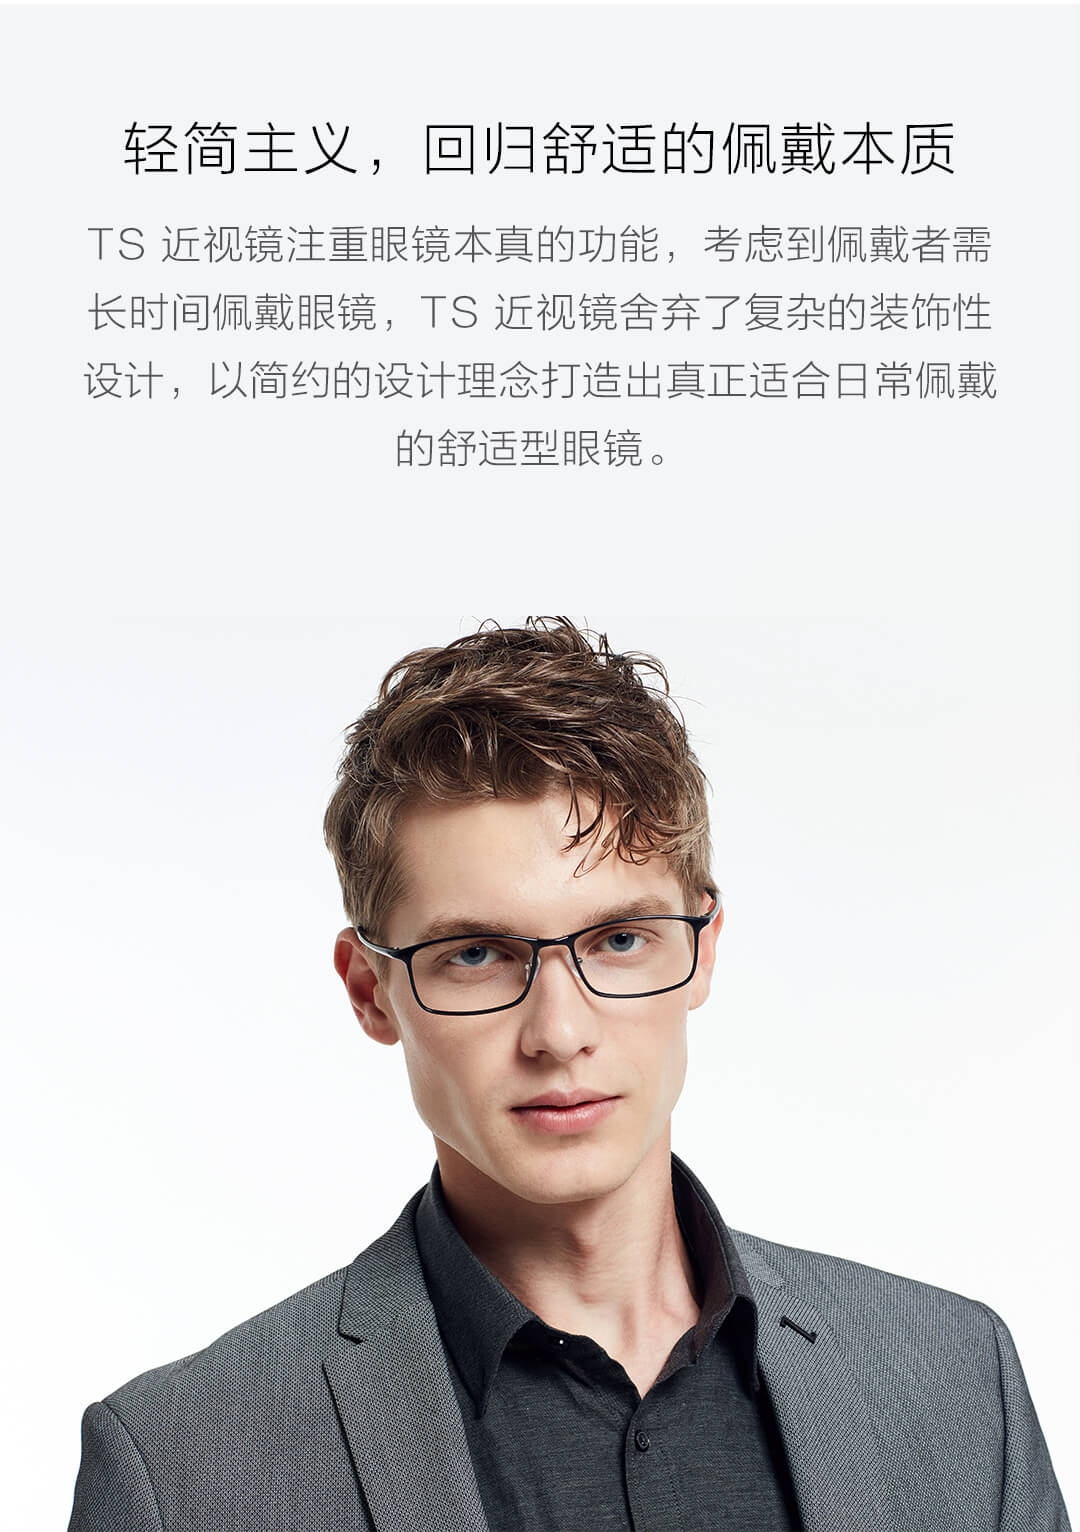 轻简主义，回归舒适的佩戴本质
TS 近视镜注重眼镜本真的功能，考虑到佩戴者需
长时间佩戴眼镜，TS 近视镜舍弃了复杂的装饰性
设计，以简约的设计理念打造出真正适合日常佩戴
的舒适型眼镜。